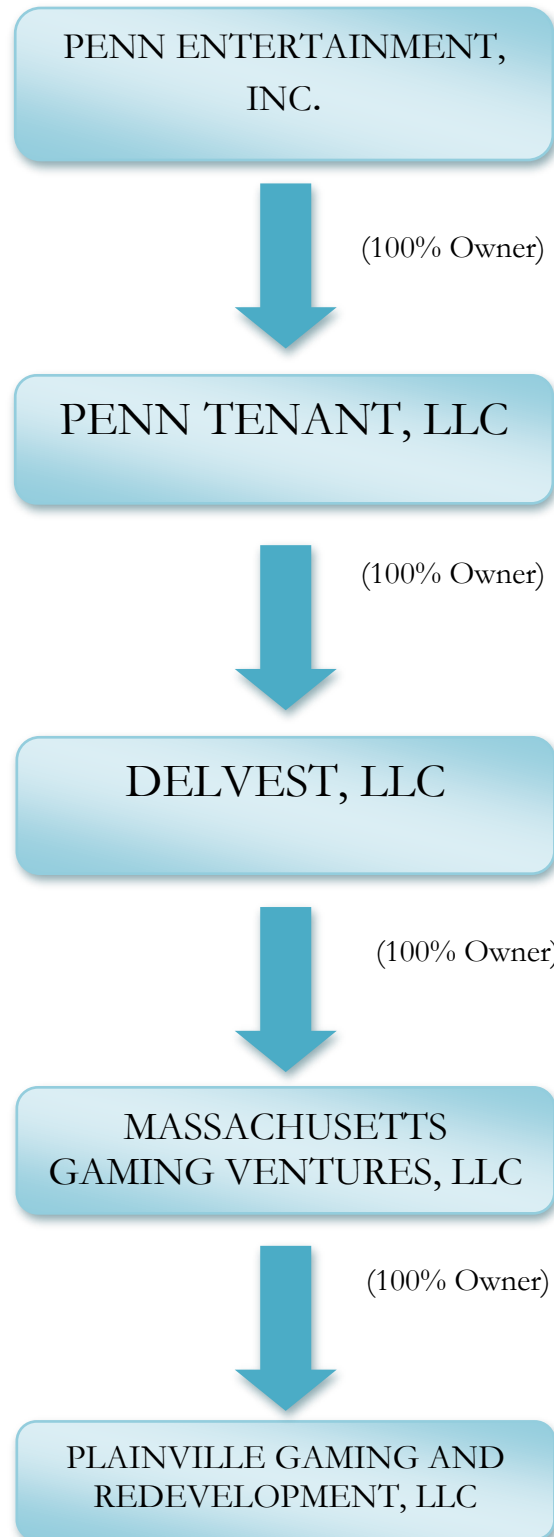 PENN ENTERTAINMENT,
INC.
(100% Owner)
PENN TENANT, LLC
(100% Owner)
DELVEST, LLC
(100% Owner)
MASSACHUSETTS
GAMING VENTURES, LLC
(100% Owner)
PLAINVILLE GAMING AND
REDEVELOPMENT, LLC